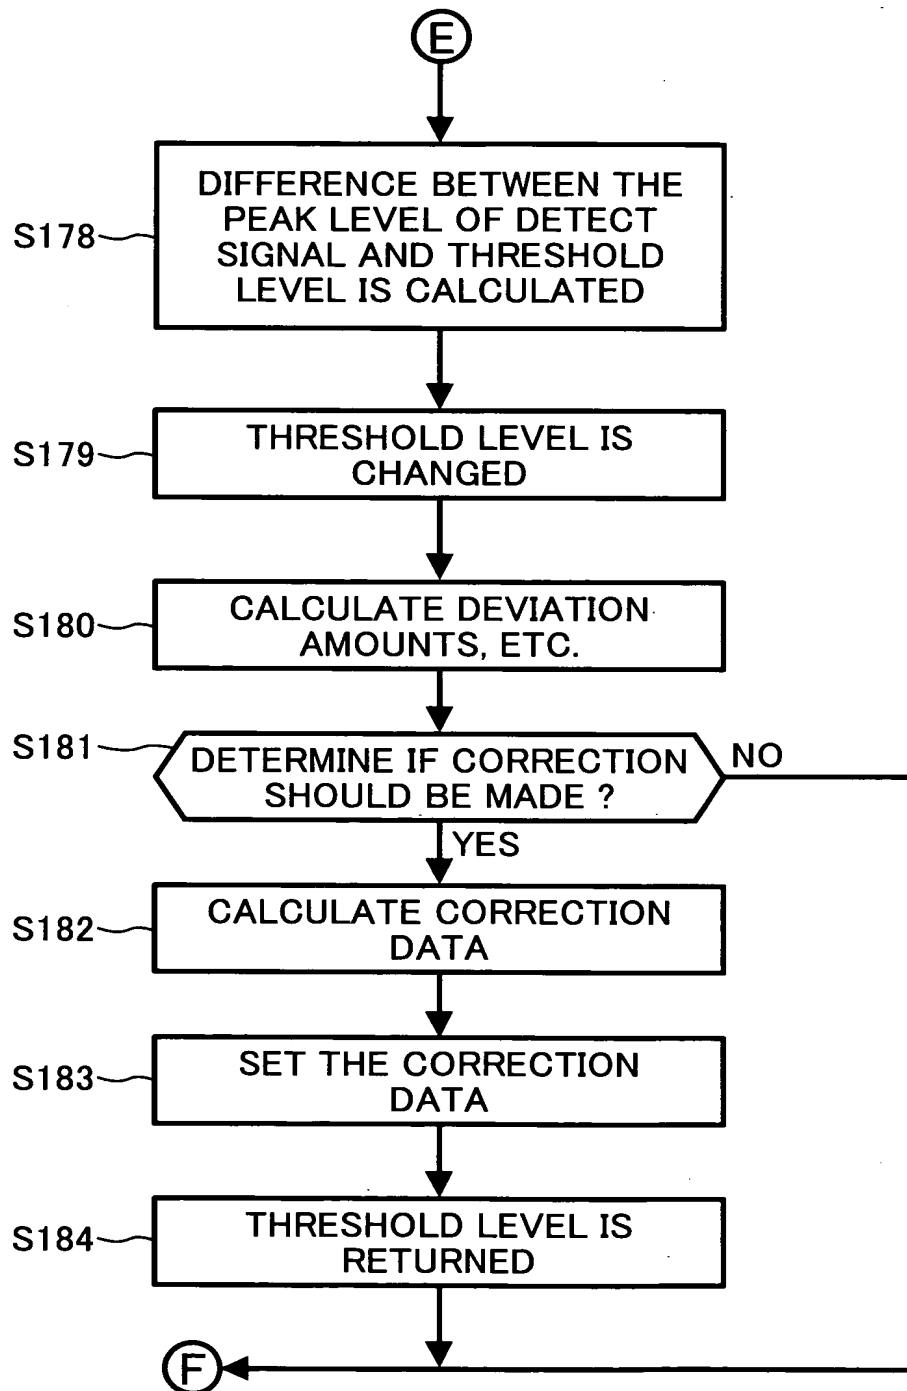 E
S178
DIFFERENCE BETWEEN THE
PEAK LEVEL OF DETECT
SIGNAL AND THRESHOLD
LEVEL IS CALCULATED
S179
THRESHOLD LEVEL IS
CHANGED
S180
CALCULATE DEVIATION
AMOUNTS, ETC.
S181
DETERMINE IF CORRECTION
SHOULD BE MADE ?
NO
YES
S182
CALCULATE CORRECTION
DATA
S183
SET THE CORRECTION
DATA
S184
THRESHOLD LEVEL IS
RETURNED
F